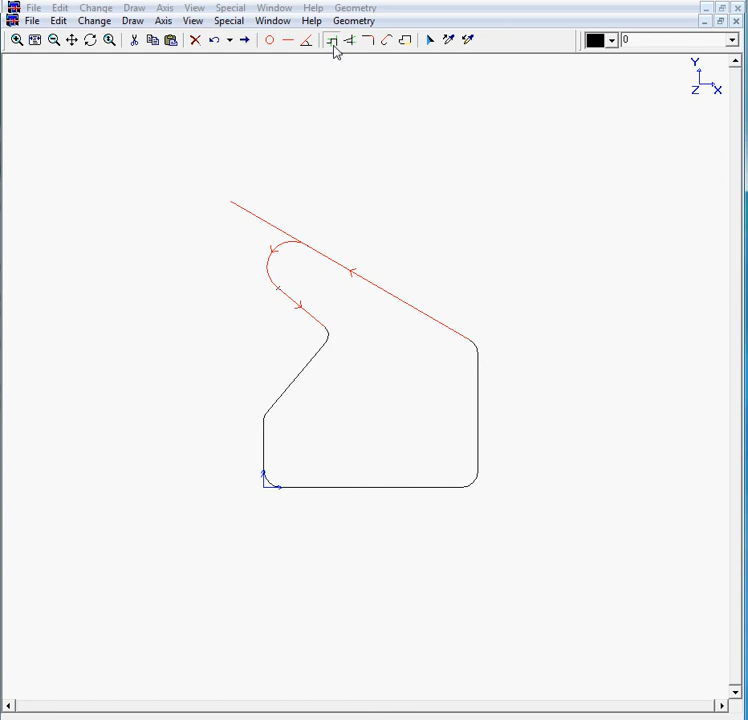 File Edit Change Draw Axis View Special Window Help Geometry
File Edit Change Draw Axis View Special Window Help Geometry
0
Y
Z X